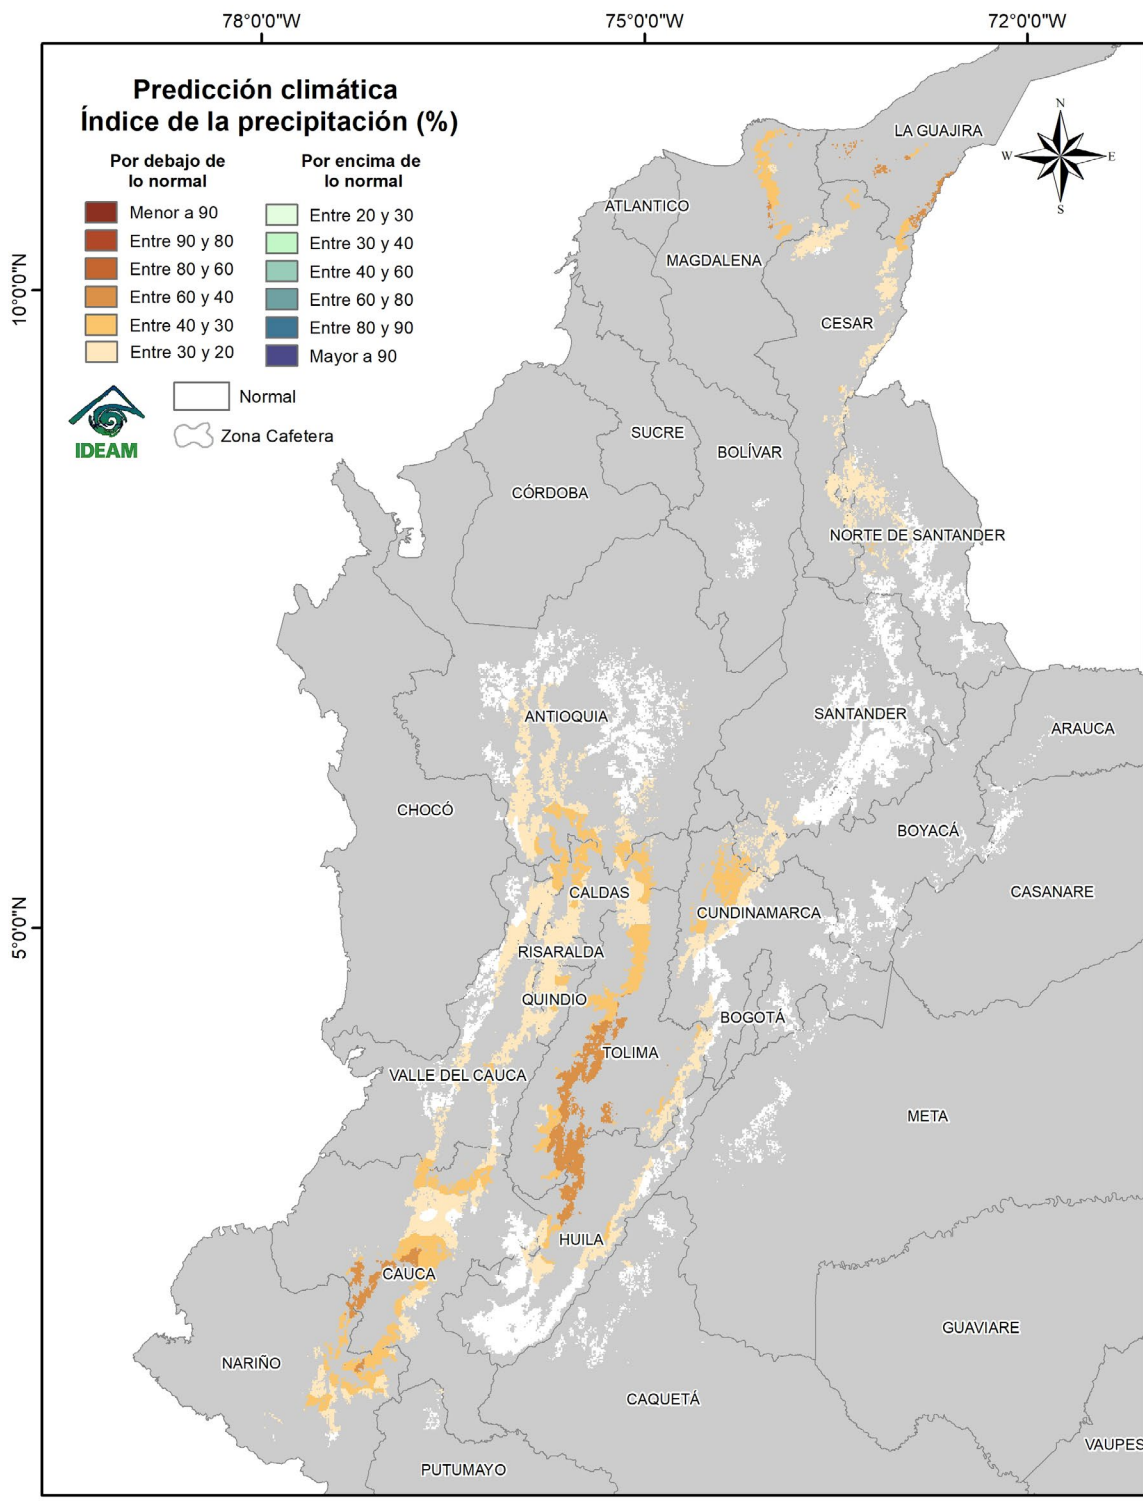 78°0'0"W
75°0'0"W
72°0'0"W
Predicción climática
Índice de la precipitación (%)
Por debajo de
lo normal
Menor a 90
Entre 90 y 80
Entre 80 y 60
Entre 60 y 40
Entre 40 y 30
Entre 30 y 20
Por encima de
lo normal
Entre 20 y 30
Entre 30 y 40
Entre 40 y 60
Entre 60 y 80
Entre 80 y 90
Mayor a 90
IDEAM
Normal
Zona Cafetera
N
W
E
S
10°0'0"N
5°0'0"N
LA GUAJIRA
ATLANTICO
MAGDALENA
CESAR
SUCRE
BOLÍVAR
CÓRDOBA
NORTE DE SANTANDER
ANTIOQUIA
SANTANDER
ARAUCA
CHOCÓ
BOYACÁ
CALDAS
CASANARE
CUNDINAMARCA
RISARALDA
QUINDIO
BOGOTÁ
TOLIMA
VALLE DEL CAUCA
META
HUILA
CAUCA
GUAVIARE
NARIÑO
CAQUETÁ
VAUPES
PUTUMAYO